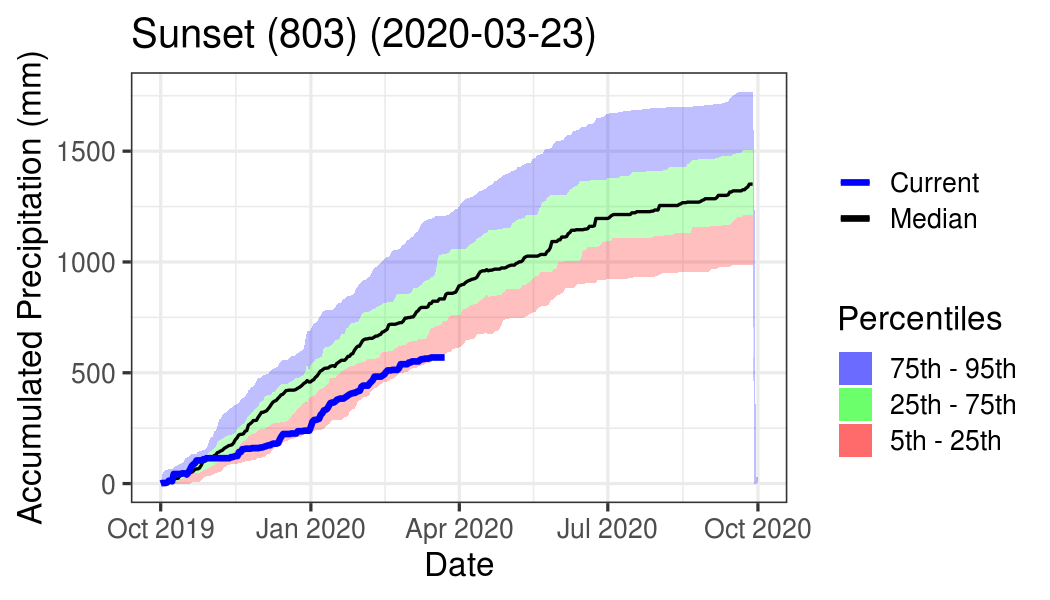 Sunset (803) (2020-03-23)
Accumulated Precipitation (mm)
1500
1000
500
0
Oct 2019
Jan 2020
Apr 2020
Jul 2020
Oct 2020
Date
Current
Median
Percentiles
75th - 95th
25th - 75th
5th - 25th